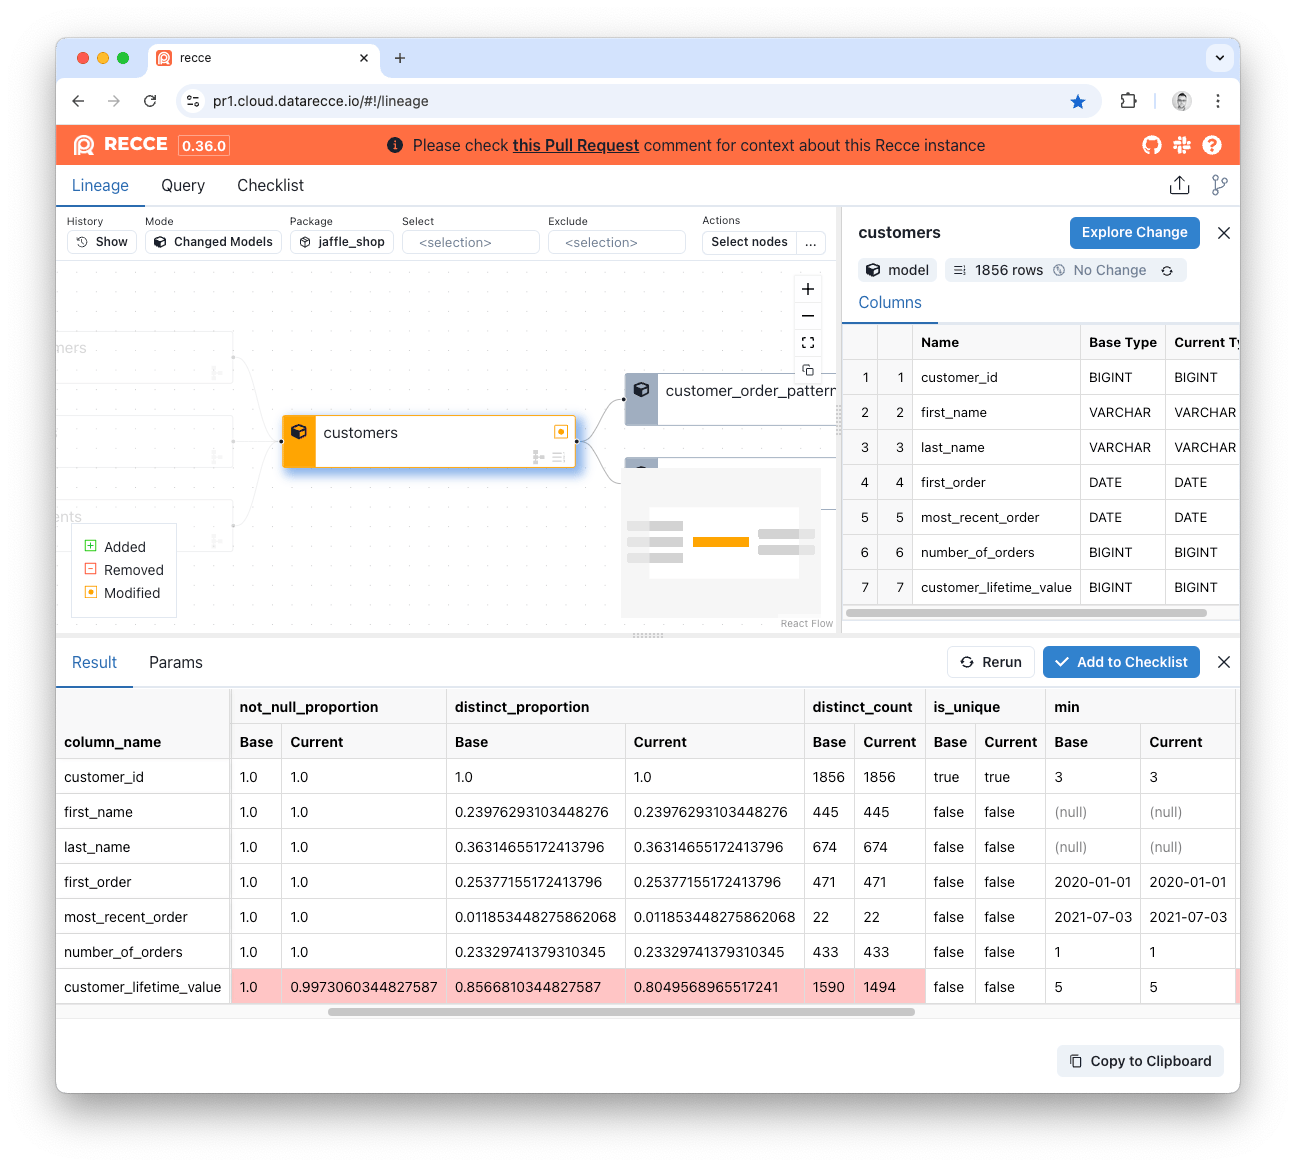 recce
pr1.cloud.datarecce.io/#!/lineage
RECCE 0.36.0 Please check this Pull Request comment for context about this Recce instance
Lineage Query Checklist
History Mode Package Select Exclude Actions
Show Changed Models jaffle_shop <selection> <selection> Select nodes ...
customers Explore Change
model 1856 rows No Change
Columns
Name Base Type Current Ty
1 1 customer_id BIGINT BIGINT
2 2 first_name VARCHAR VARCHAR
3 3 last_name VARCHAR VARCHAR
4 4 first_order DATE DATE
5 5 most_recent_order DATE DATE
6 6 number_of_orders BIGINT BIGINT
7 7 customer_lifetime_value BIGINT BIGINT
mers
customers
customer_order_pattern
ents
Added
Removed
Modified
React Flow
Result Params Rerun Add to Checklist
not_null_proportion distinct_proportion distinct_count is_unique min
column_name Base Current Base Current Base Current Base Current Base Current
customer_id 1.0 1.0 1.0 1.0 1856 1856 true true 3 3
first_name 1.0 1.0 0.23976293103448276 0.23976293103448276 445 445 false false (null) (null)
last_name 1.0 1.0 0.36314655172413796 0.36314655172413796 674 674 false false (null) (null)
first_order 1.0 1.0 0.25377155172413796 0.25377155172413796 471 471 false false 2020-01-01 2020-01-01
most_recent_order 1.0 1.0 0.011853448275862068 0.011853448275862068 22 22 false false 2021-07-03 2021-07-03
number_of_orders 1.0 1.0 0.23329741379310345 0.23329741379310345 433 433 false false 1 1
customer_lifetime_value 1.0 0.9973060344827587 0.8566810344827587 0.8049568965517241 1590 1494 false false 5 5
Copy to Clipboard